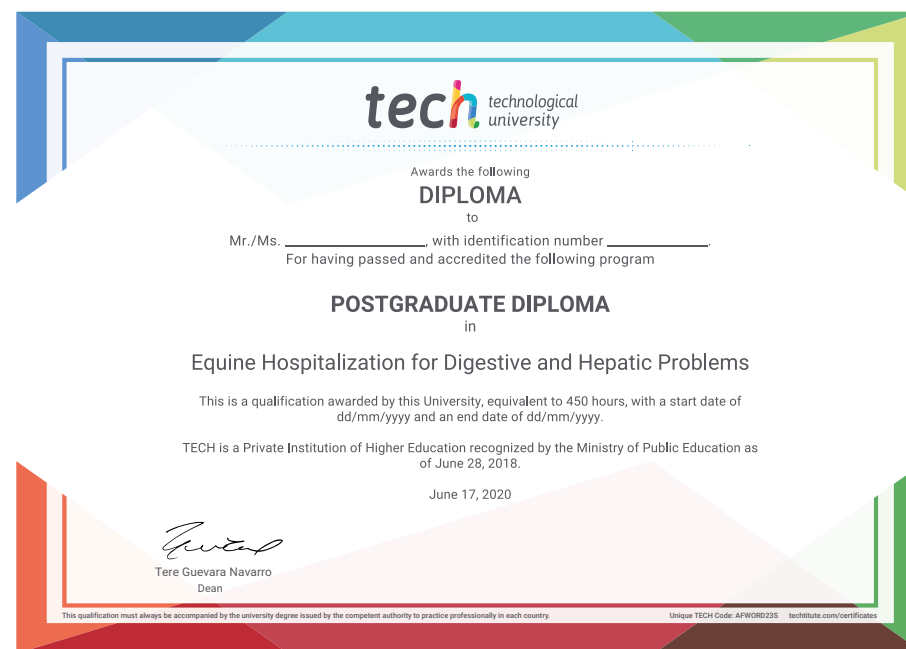 tech technological
university
Awards the following
DIPLOMA
to
Mr./Ms. ____________________, with identification number ______________.
For having passed and accredited the following program
POSTGRADUATE DIPLOMA
in
Equine Hospitalization for Digestive and Hepatic Problems
This is a qualification awarded by this University, equivalent to 450 hours, with a start date of
dd/mm/yyyy and an end date of dd/mm/yyyy.
TECH is a Private Institution of Higher Education recognized by the Ministry of Public Education as
of June 28, 2018.
June 17, 2020
Tere Guevara Navarro
Dean
This qualification must always be accompanied by the university degree issued by the competent authority to practice professionally in each country. Unique TECH Code: AFWORD23S techtitute.com/certificates